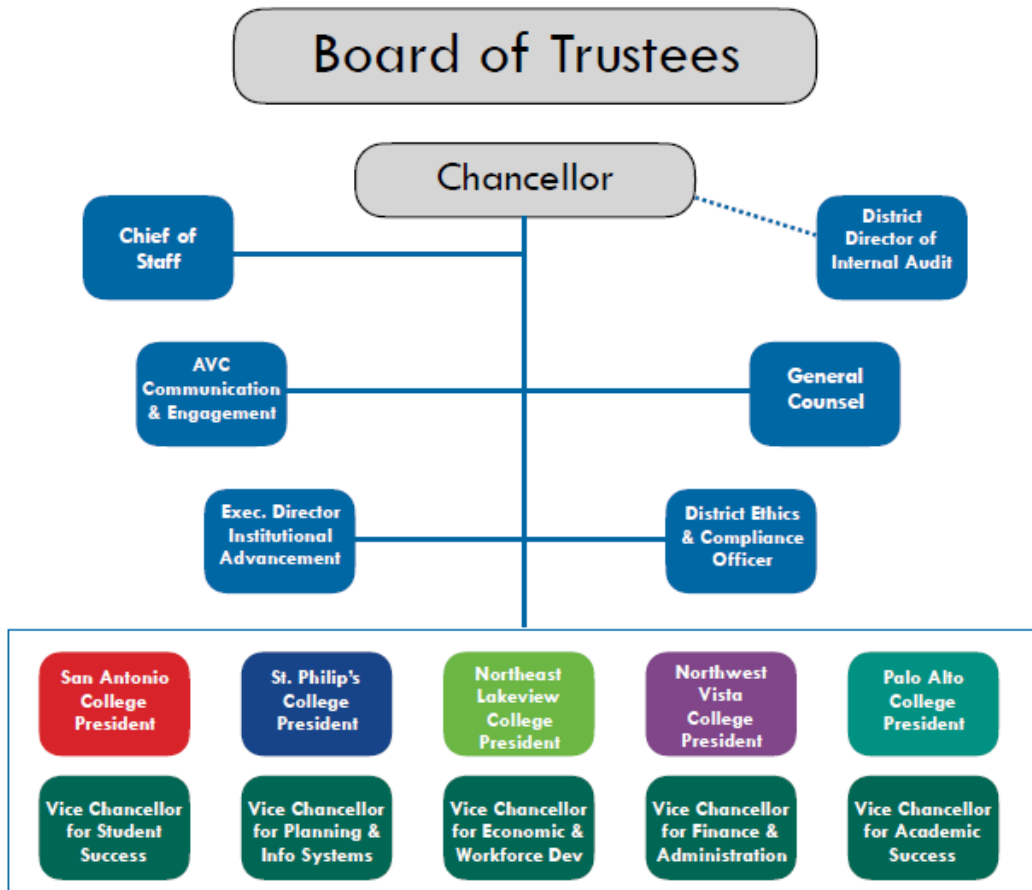 Board of Trustees
Chancellor
Chief of
Staff
District
Director of
Internal Audit
AVC
Communication
& Engagement
General
Counsel
Exec. Director
Institutional
Advancement
District Ethics
& Compliance
Officer
San Antonio
College
President
St. Philip's
College
President
Northeast
Lakeview
College
President
Northwest
Vista
College
President
Palo Alto
College
President
Vice Chancellor
for Student
Success
Vice Chancellor
for Planning &
Info Systems
Vice Chancellor
for Economic &
Workforce Dev
Vice Chancellor
for Finance &
Administration
Vice Chancellor
for Academic
Success